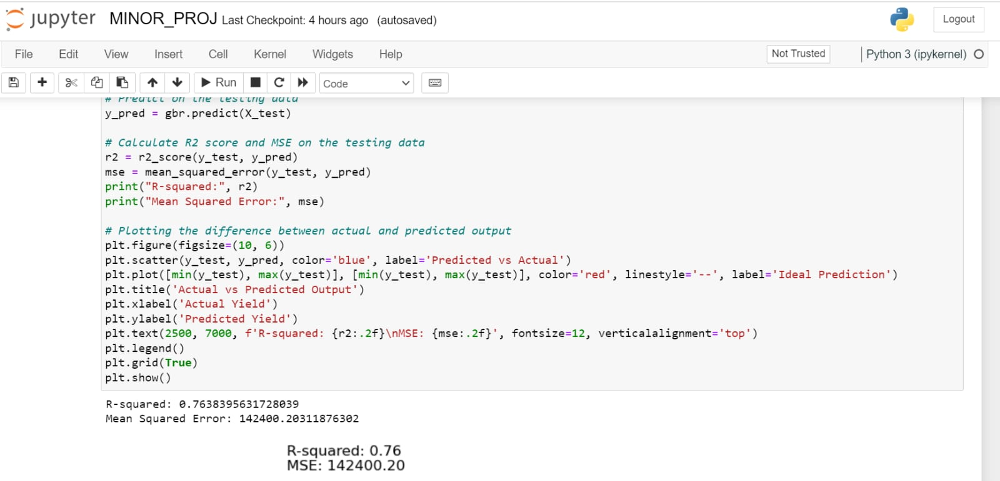 jupyter MINOR_PROJ Last Checkpoint: 4 hours ago (autosaved)
Logout
File Edit View Insert Cell Kernel Widgets Help
Not Trusted
Python 3 (ipykernel)
Run
Code
# Predict on the testing data
y_pred = gbr.predict(X_test)
# Calculate R2 score and MSE on the testing data
r2 = r2_score(y_test, y_pred)
mse = mean_squared_error(y_test, y_pred)
print("R-squared:", r2)
print("Mean Squared Error:", mse)
# Plotting the difference between actual and predicted output
plt.figure(figsize=(10, 6))
plt.scatter(y_test, y_pred, color='blue', label='Predicted vs Actual')
plt.plot([min(y_test), max(y_test)], [min(y_test), max(y_test)], color='red', linestyle='--', label='Ideal Prediction')
plt.title('Actual vs Predicted Output')
plt.xlabel('Actual Yield')
plt.ylabel('Predicted Yield')
plt.text(2500, 7000, f'R-squared: {r2:.2f}\nMSE: {mse:.2f}', fontsize=12, verticalalignment='top')
plt.legend()
plt.grid(True)
plt.show()
R-squared: 0.7638395631728039
Mean Squared Error: 142400.20311876302
R-squared: 0.76
MSE: 142400.20